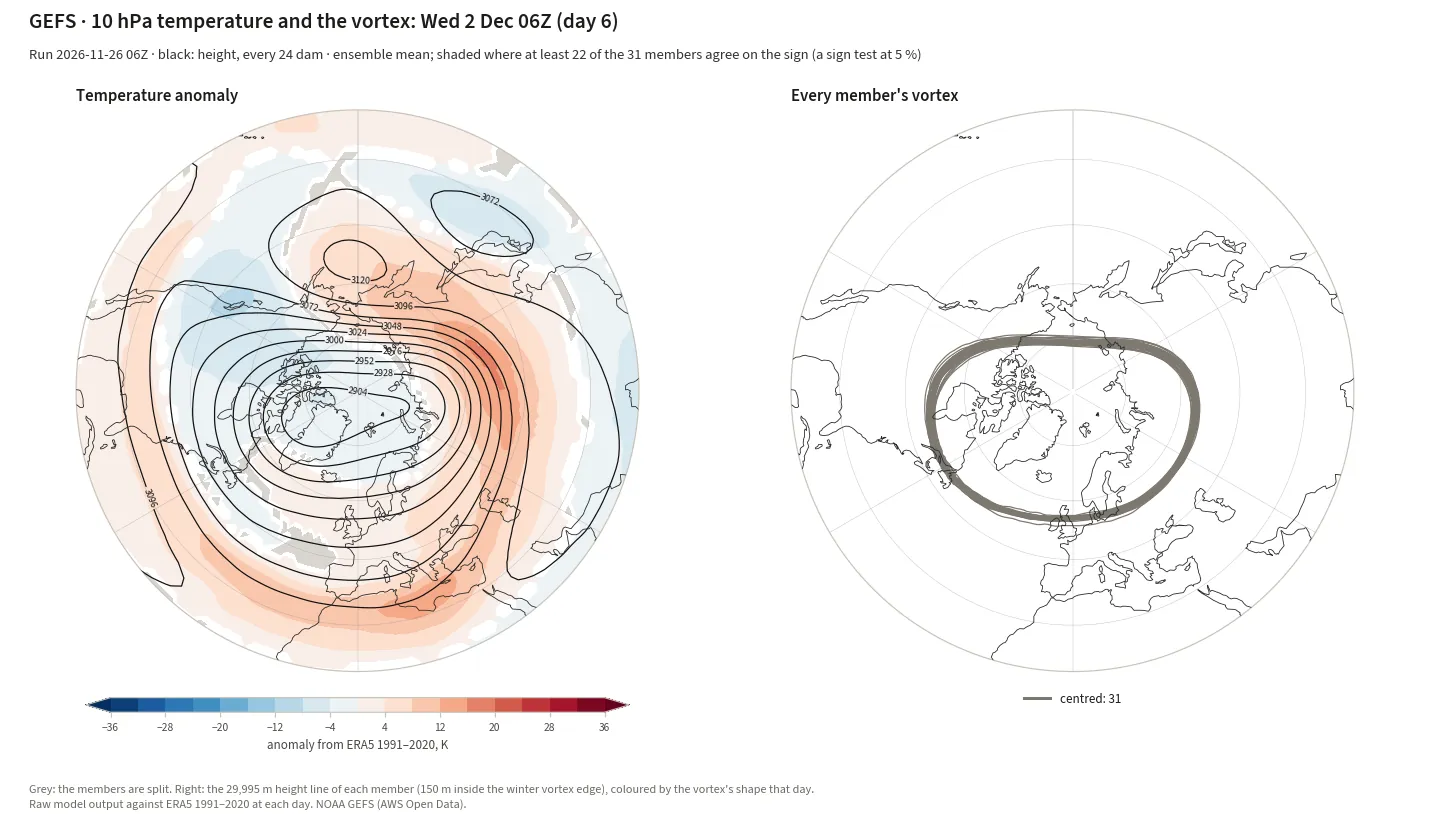 GEFS · 10 hPa temperature and the vortex: Wed 2 Dec 06Z (day 6)
Run 2026-11-26 06Z · black: height, every 24 dam · ensemble mean; shaded where at least 22 of the 31 members agree on the sign (a sign test at 5 %)
Temperature anomaly
Every member's vortex
3072
3120
3072
3096
3048
3024
3000
2976
2952
2928
2904
3096
centred: 31
−36 −28 −20 −12 −4 4 12 20 28 36
anomaly from ERA5 1991–2020, K
Grey: the members are split. Right: the 29,995 m height line of each member (150 m inside the winter vortex edge), coloured by the vortex's shape that day.
Raw model output against ERA5 1991–2020 at each day. NOAA GEFS (AWS Open Data).